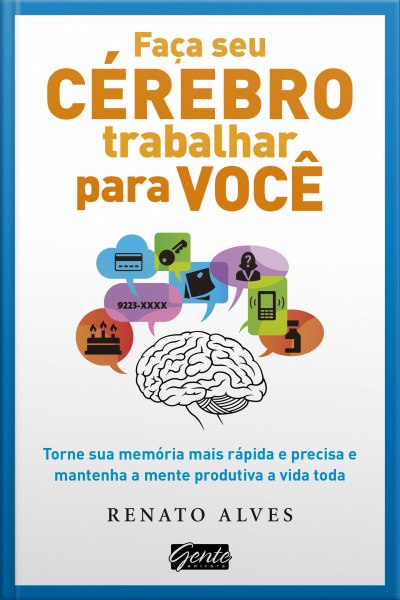 Faça seu
CÉREBRO
trabalhar
para VOCÊ
?
9223-XXXX
Torne sua memória mais rápida e precisa e
mantenha a mente produtiva a vida toda
RENATO ALVES
Gente
editora